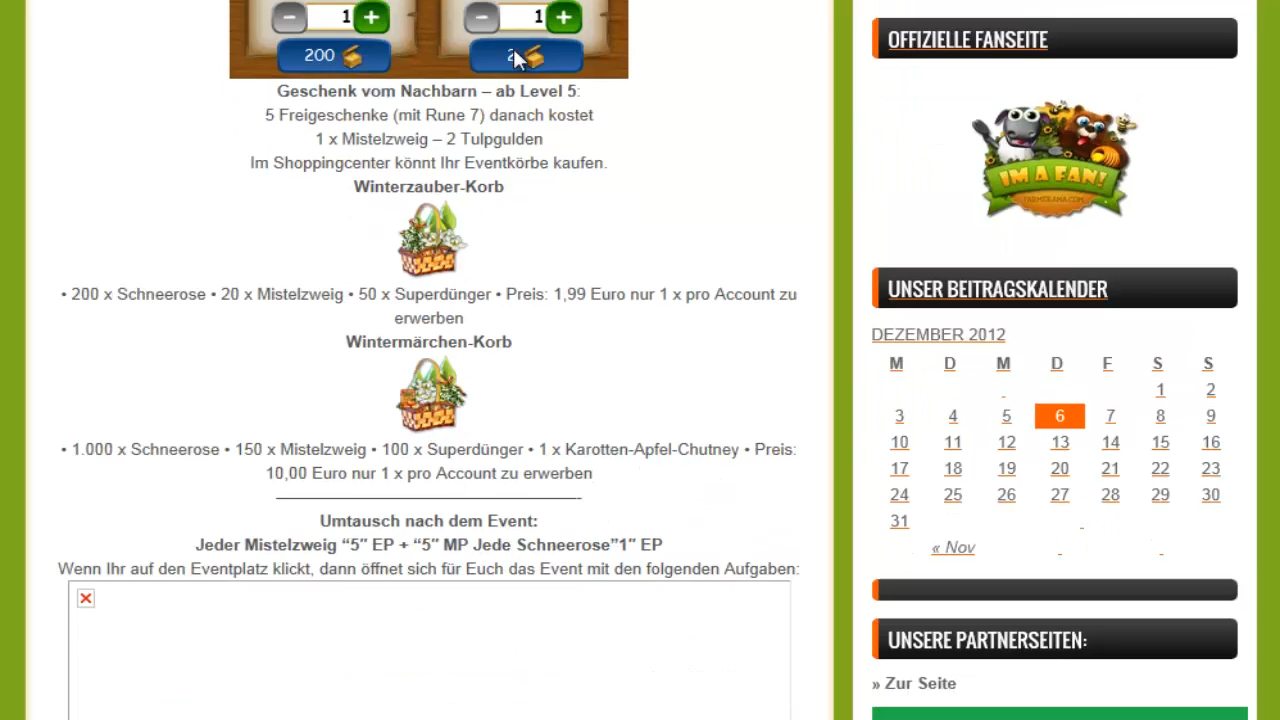 1
1
200
Geschenk vom Nachbarn – ab Level 5:
5 Freigeschenke (mit Rune 7) danach kostet
1 x Mistelzweig – 2 Tulpgulden
Im Shoppingcenter könnt Ihr Eventkörbe kaufen.
Winterzauber-Korb
• 200 x Schneerose • 20 x Mistelzweig • 50 x Superdünger • Preis: 1,99 Euro nur 1 x pro Account zu
erwerben
Wintermärchen-Korb
• 1.000 x Schneerose • 150 x Mistelzweig • 100 x Superdünger • 1 x Karotten-Apfel-Chutney • Preis:
10,00 Euro nur 1 x pro Account zu erwerben
Umtausch nach dem Event:
Jeder Mistelzweig “5″ EP + “5″ MP Jede Schneerose”1″ EP
Wenn Ihr auf den Eventplatz klickt, dann öffnet sich für Euch das Event mit den folgenden Aufgaben:
OFFIZIELLE FANSEITE
IM A FAN!
FARMERAMA.COM
UNSER BEITRAGSKALENDER
DEZEMBER 2012
M D M D F S S
1 2
3 4 5 6 7 8 9
10 11 12 13 14 15 16
17 18 19 20 21 22 23
24 25 26 27 28 29 30
31
« Nov
UNSERE PARTNERSEITEN:
» Zur Seite